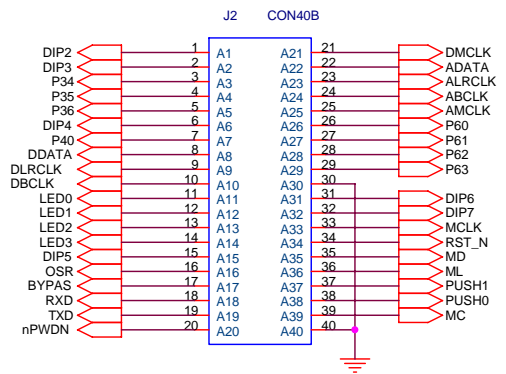 J2 CON40B
DIP2 1 A1 A21 21 DMCLK
DIP3 2 A2 A22 22 ADATA
P34 3 A3 A23 23 ALRCLK
P35 4 A4 A24 24 ABCLK
P36 5 A5 A25 25 AMCLK
DIP4 6 A6 A26 26 P60
P40 7 A7 A27 27 P61
DDATA 8 A8 A28 28 P62
DLRCLK 9 A9 A29 29 P63
DBCLK 10 A10 A30 30
LED0 11 A11 A31 31 DIP6
LED1 12 A12 A32 32 DIP7
LED2 13 A13 A33 33 MCLK
LED3 14 A14 A34 34 RST_N
DIP5 15 A15 A35 35 MD
OSR 16 A16 A36 36 ML
BYPAS 17 A17 A37 37 PUSH1
RXD 18 A18 A38 38 PUSH0
TXD 19 A19 A39 39 MC
nPWDN 20 A20 A40 40